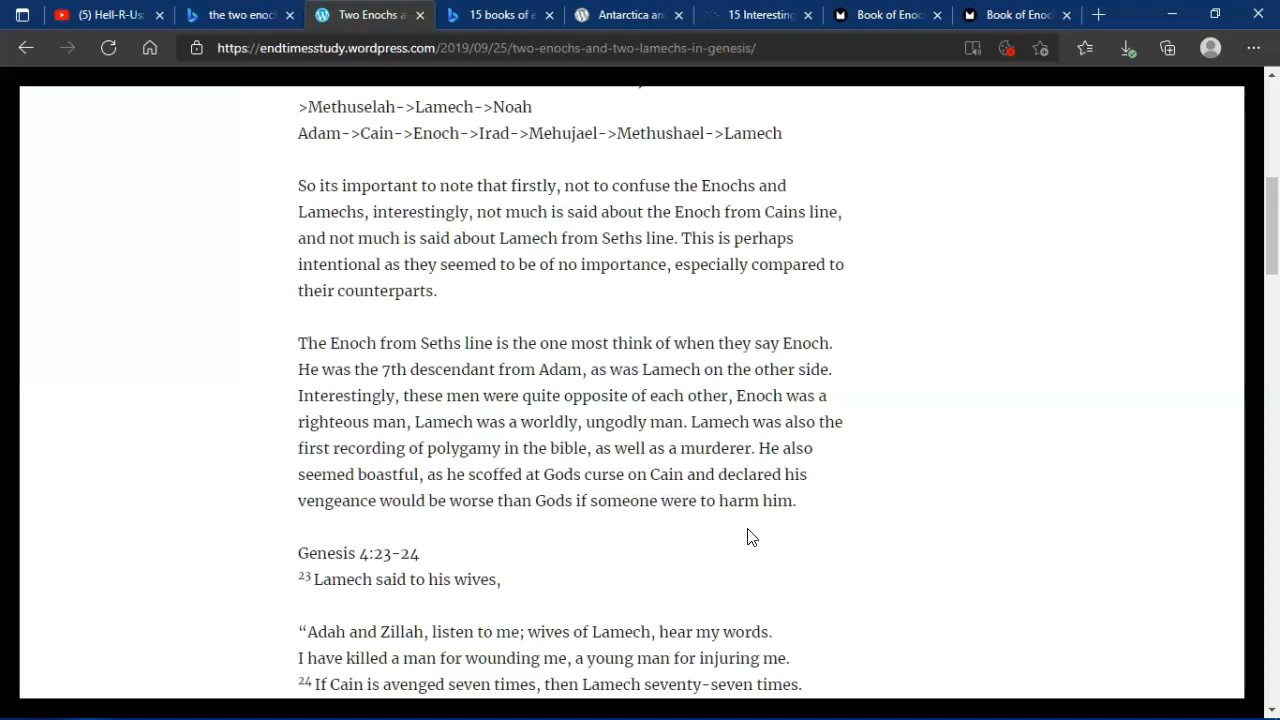 (5) Hell-R-Us:
the two enoc
Two Enochs a
15 books of e
Antarctica an
15 Interesting
Book of Enoc
Book of Enoc
https://endtimesstudy.wordpress.com/2019/09/25/two-enochs-and-two-lamechs-in-genesis/
>Methuselah->Lamech->Noah
Adam->Cain->Enoch->Irad->Mehujael->Methushael->Lamech
So its important to note that firstly, not to confuse the Enochs and
Lamechs, interestingly, not much is said about the Enoch from Cains line,
and not much is said about Lamech from Seths line. This is perhaps
intentional as they seemed to be of no importance, especially compared to
their counterparts.
The Enoch from Seths line is the one most think of when they say Enoch.
He was the 7th descendant from Adam, as was Lamech on the other side.
Interestingly, these men were quite opposite of each other, Enoch was a
righteous man, Lamech was a worldly, ungodly man. Lamech was also the
first recording of polygamy in the bible, as well as a murderer. He also
seemed boastful, as he scoffed at Gods curse on Cain and declared his
vengeance would be worse than Gods if someone were to harm him.
Genesis 4:23-24
23 Lamech said to his wives,
“Adah and Zillah, listen to me; wives of Lamech, hear my words.
I have killed a man for wounding me, a young man for injuring me.
24 If Cain is avenged seven times, then Lamech seventy-seven times.